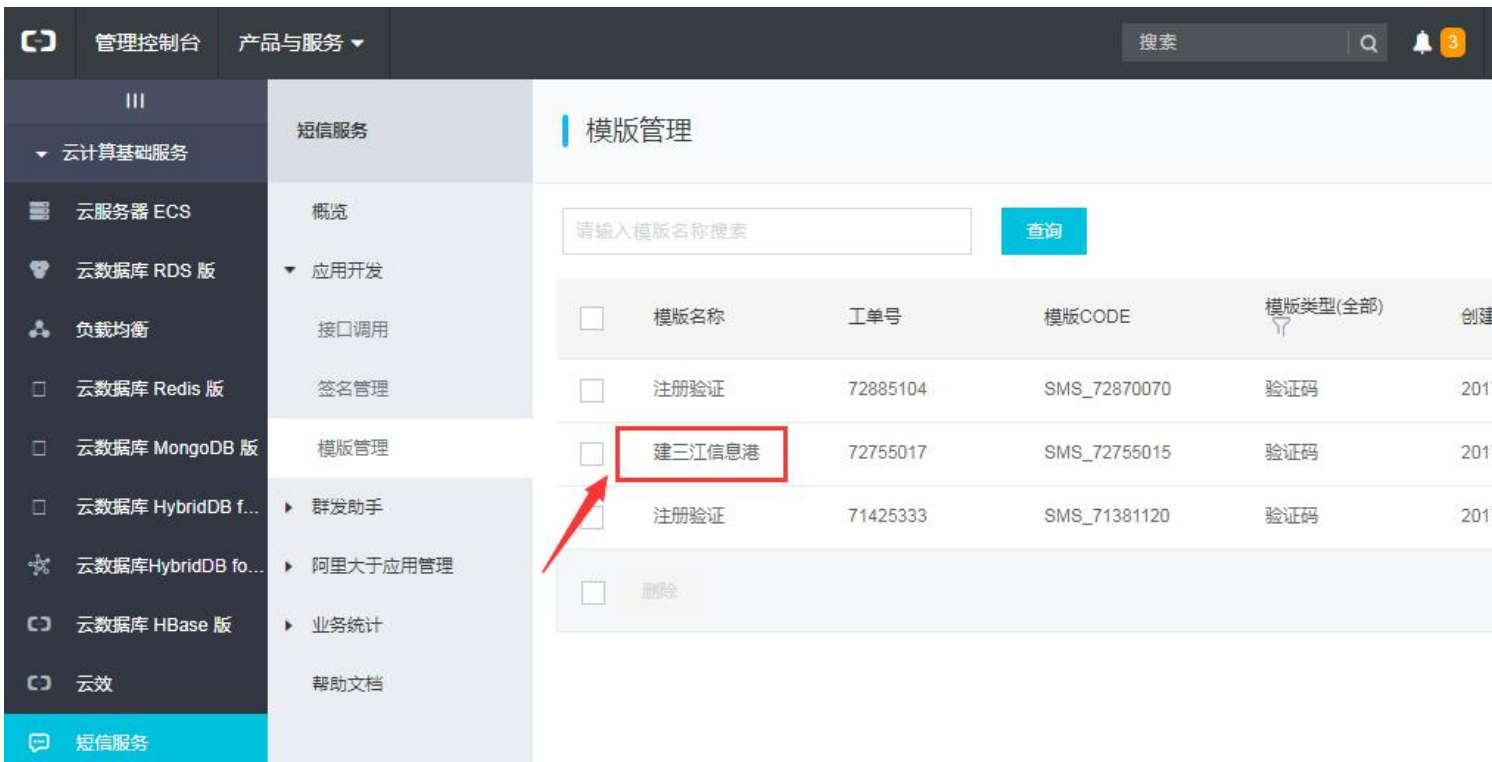 管理控制台
产品与服务
搜索
3
云计算基础服务
云服务器 ECS
云数据库 RDS 版
负载均衡
云数据库 Redis 版
云数据库 MongoDB 版
云数据库 HybridDB f...
云数据库HybridDB fo...
云数据库 HBase 版
云效
短信服务
短信服务
概览
应用开发
接口调用
签名管理
模版管理
群发助手
阿里大于应用管理
业务统计
帮助文档
模版管理
请输入模版名称搜索
查询
模版名称 工单号 模版CODE 模版类型(全部) 创建
注册验证 72885104 SMS_72870070 验证码 201
建三江信息港 72755017 SMS_72755015 验证码 201
注册验证 71425333 SMS_71381120 验证码 201
删除